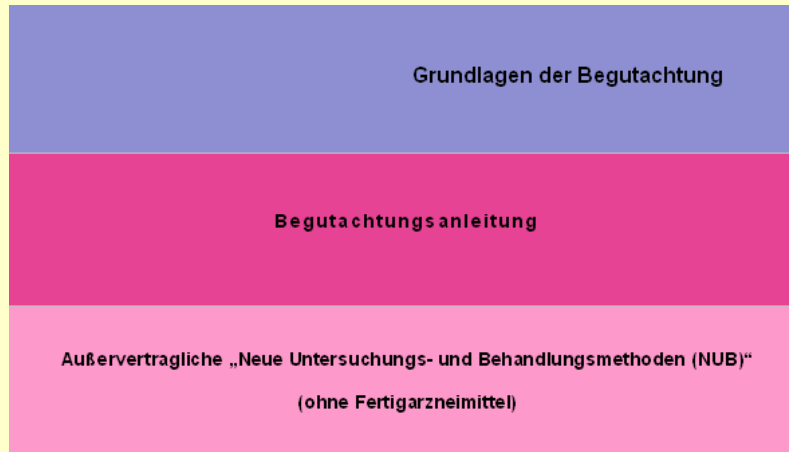 Grundlagen der Begutachtung
Begutachtungsanleitung
Außervertragliche „Neue Untersuchungs- und Behandlungsmethoden (NUB)“
(ohne Fertigarzneimittel)